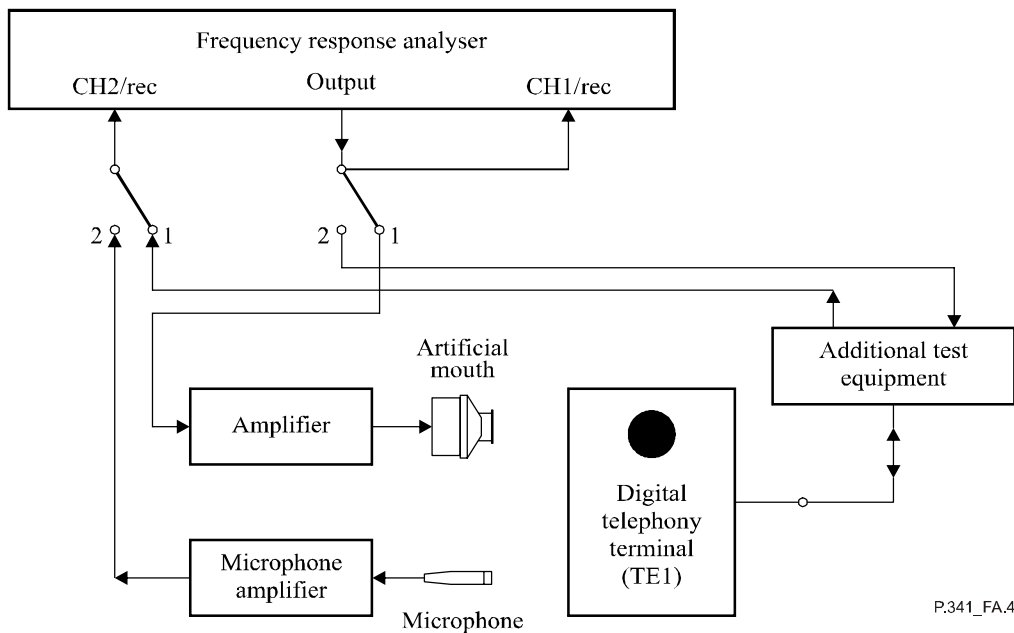 Frequency response analyser
CH2/rec
Output
CH1/rec
2
1
2
1
Artificial
mouth
Additional test
equipment
Amplifier
Digital
telephony
terminal
(TE1)
Microphone
amplifier
Microphone
P.341_FA.4